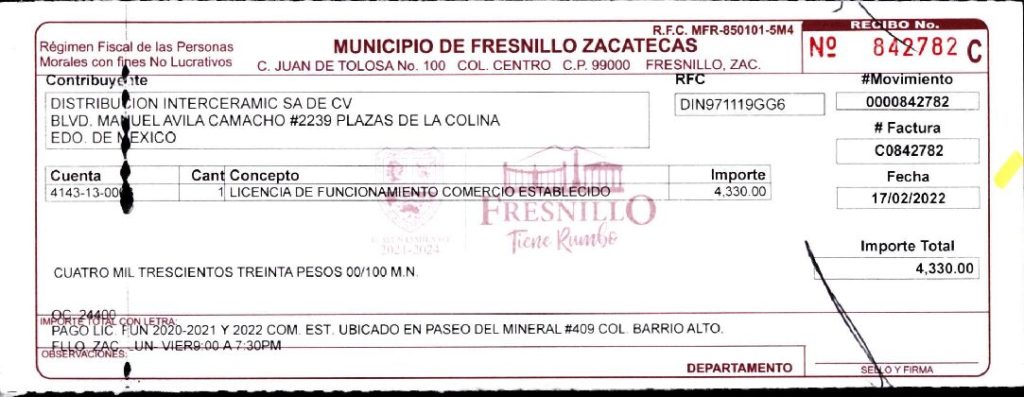 R.F.C. MFR-850101-5M4
RECIBO No.
Régimen Fiscal de las Personas
Morales con fines No Lucrativos
MUNICIPIO DE FRESNILLO ZACATECAS
C. JUAN DE TOLOSA No. 100 COL. CENTRO C.P. 99000 FRESNILLO, ZAC.
Nº 842782 C
Contribuyente
RFC
#Movimiento
DISTRIBUCION INTERCERAMIC SA DE CV
BLVD. MANUEL AVILA CAMACHO #2239 PLAZAS DE LA COLINA
EDO. DE MEXICO
DIN971119GG6
0000842782
# Factura
C0842782
Cuenta Cant Concepto Importe
Fecha
4143-13-00 1 LICENCIA DE FUNCIONAMIENTO COMERCIO ESTABLECIDO 4,330.00
17/02/2022
FRESNILLO
Tiene Rumbo
2021-2024
Importe Total
4,330.00
CUATRO MIL TRESCIENTOS TREINTA PESOS 00/100 M.N.
OC 24400
IMPORTE TOTAL CON LETRA:
PAGO LIC. FUN 2020-2021 Y 2022 COM. EST. UBICADO EN PASEO DEL MINERAL #409 COL. BARRIO ALTO.
FLLO. ZAC. LUN- VIER9:00 A 7:30PM
OBSERVACIONES:
DEPARTAMENTO
SELLO Y FIRMA